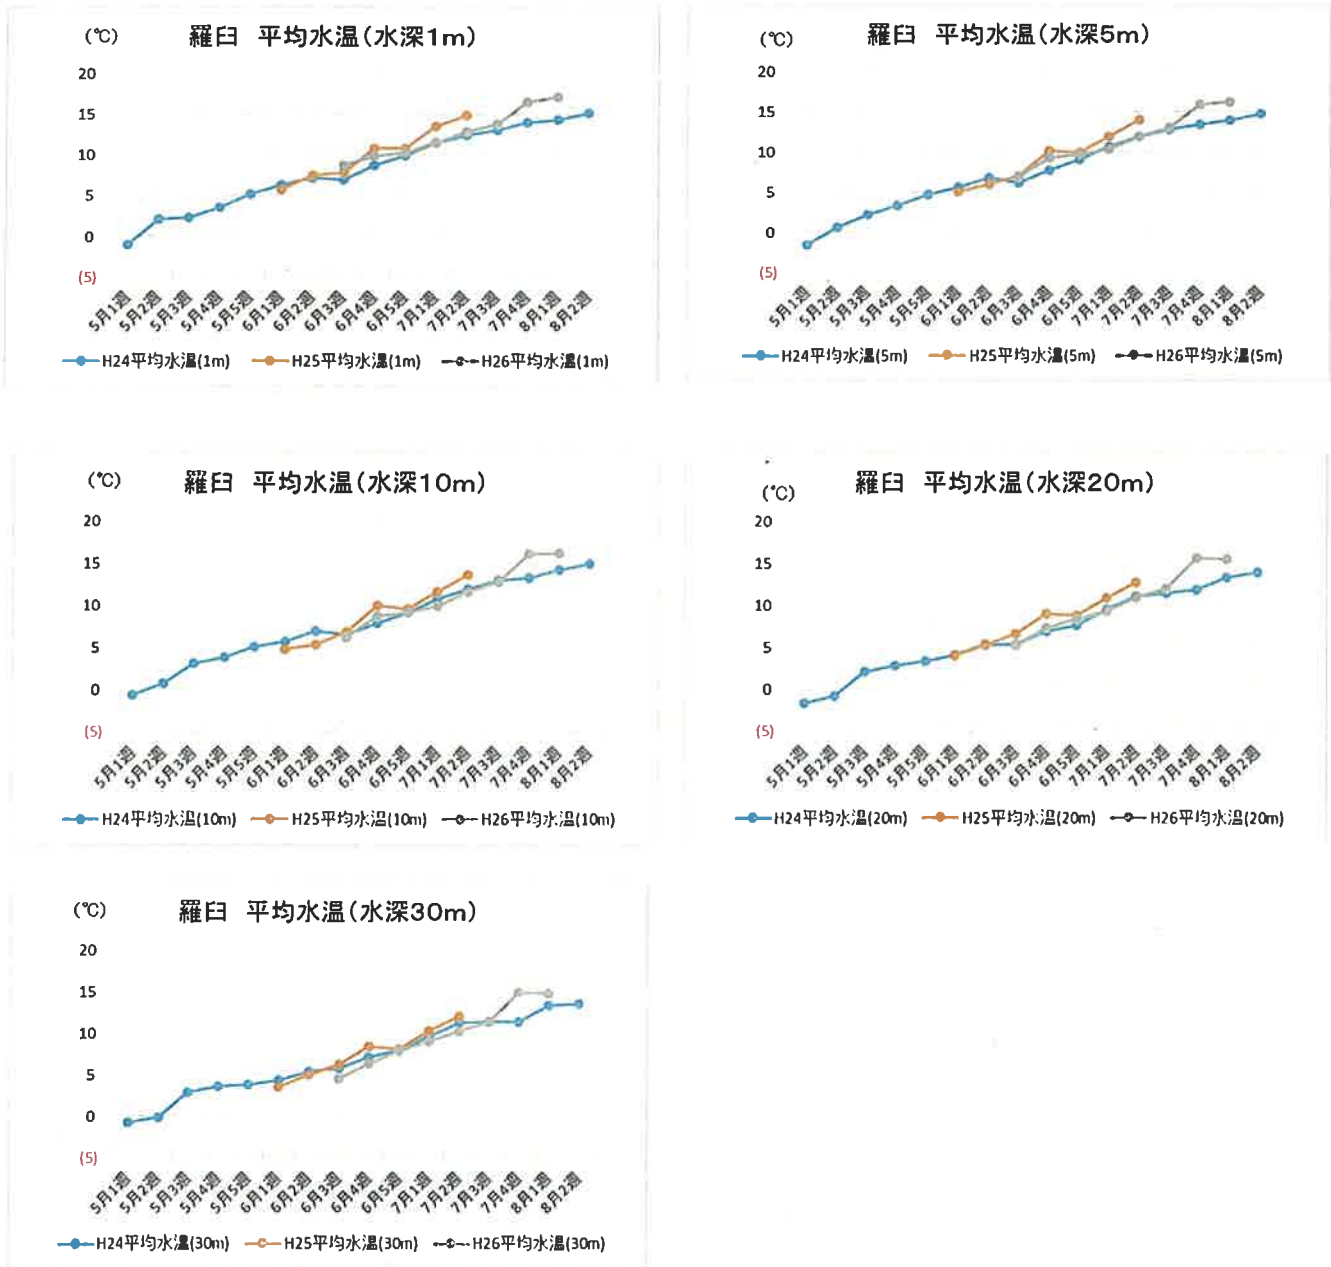 (℃) 羅臼 平均水温(水深1m)
20
15
10
5
0
(5)
5月1週 5月2週 5月3週 5月4週 5月5週 6月1週 6月2週 6月3週 6月4週 6月5週 7月1週 7月2週 7月3週 7月4週 8月1週 8月2週
H24平均水温(1m) H25平均水温(1m) H26平均水温(1m)
(℃) 羅臼 平均水温(水深5m)
20
15
10
5
0
(5)
5月1週 5月2週 5月3週 5月4週 5月5週 6月1週 6月2週 6月3週 6月4週 6月5週 7月1週 7月2週 7月3週 7月4週 8月1週 8月2週
H24平均水温(5m) H25平均水温(5m) H26平均水温(5m)
(℃) 羅臼 平均水温(水深10m)
20
15
10
5
0
(5)
5月1週 5月2週 5月3週 5月4週 5月5週 6月1週 6月2週 6月3週 6月4週 6月5週 7月1週 7月2週 7月3週 7月4週 8月1週 8月2週
H24平均水温(10m) H25平均水温(10m) H26平均水温(10m)
(℃) 羅臼 平均水温(水深20m)
20
15
10
5
0
(5)
5月1週 5月2週 5月3週 5月4週 5月5週 6月1週 6月2週 6月3週 6月4週 6月5週 7月1週 7月2週 7月3週 7月4週 8月1週 8月2週
H24平均水温(20m) H25平均水温(20m) H26平均水温(20m)
(℃) 羅臼 平均水温(水深30m)
20
15
10
5
0
(5)
5月1週 5月2週 5月3週 5月4週 5月5週 6月1週 6月2週 6月3週 6月4週 6月5週 7月1週 7月2週 7月3週 7月4週 8月1週 8月2週
H24平均水温(30m) H25平均水温(30m) H26平均水温(30m)